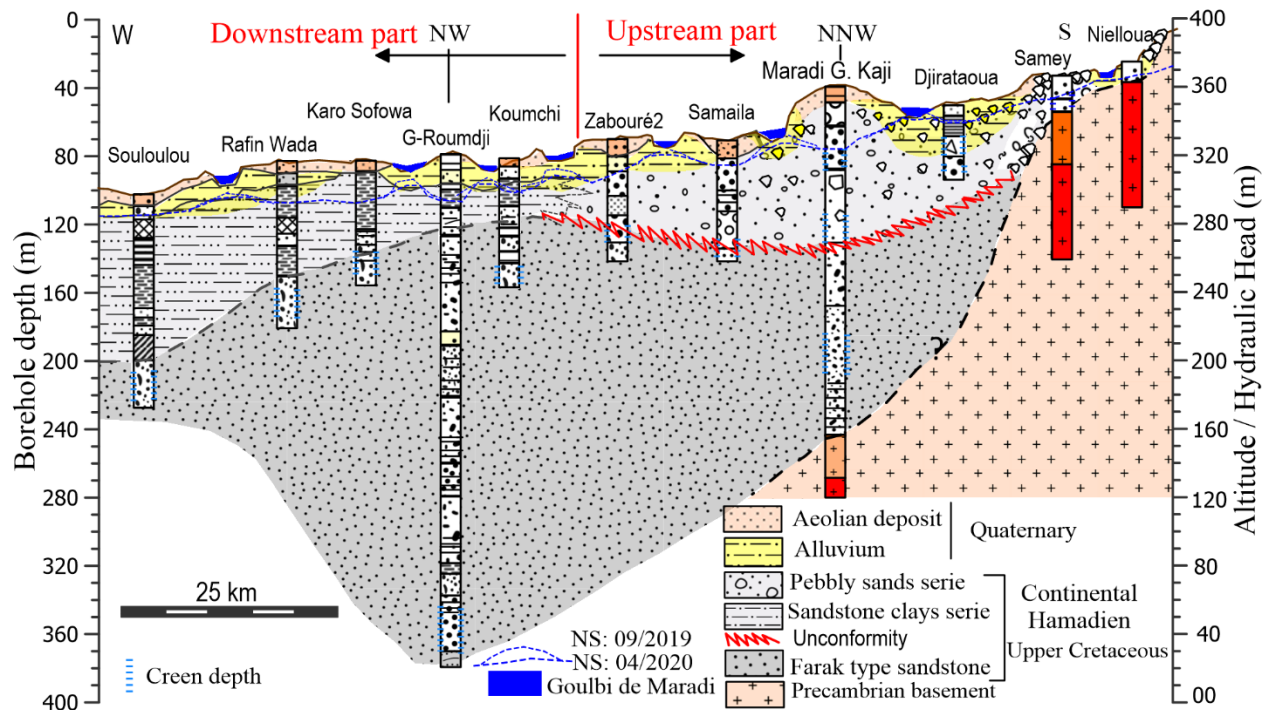 W
Downstream part
NW
Upstream part
NNW
S
Nielloua
Samey
Maradi G. Kaji
Djirataoua
Karo Sofowa
Koumchi
Zabouré2
Samaila
G-Roumdji
Rafin Wada
Souloulou
Borehole depth (m)
0
40
80
120
160
200
240
280
320
360
400
Altitude / Hydraulic Head (m)
400
360
320
280
240
200
160
120
80
40
00
?
25 km
Creen depth
NS: 09/2019
NS: 04/2020
Goulbi de Maradi
Aeolian deposit
Quaternary
Alluvium
Pebbly sands serie
Continental
Hamadien
Sandstone clays serie
Unconformity
Upper Cretaceous
Farak type sandstone
Precambrian basement